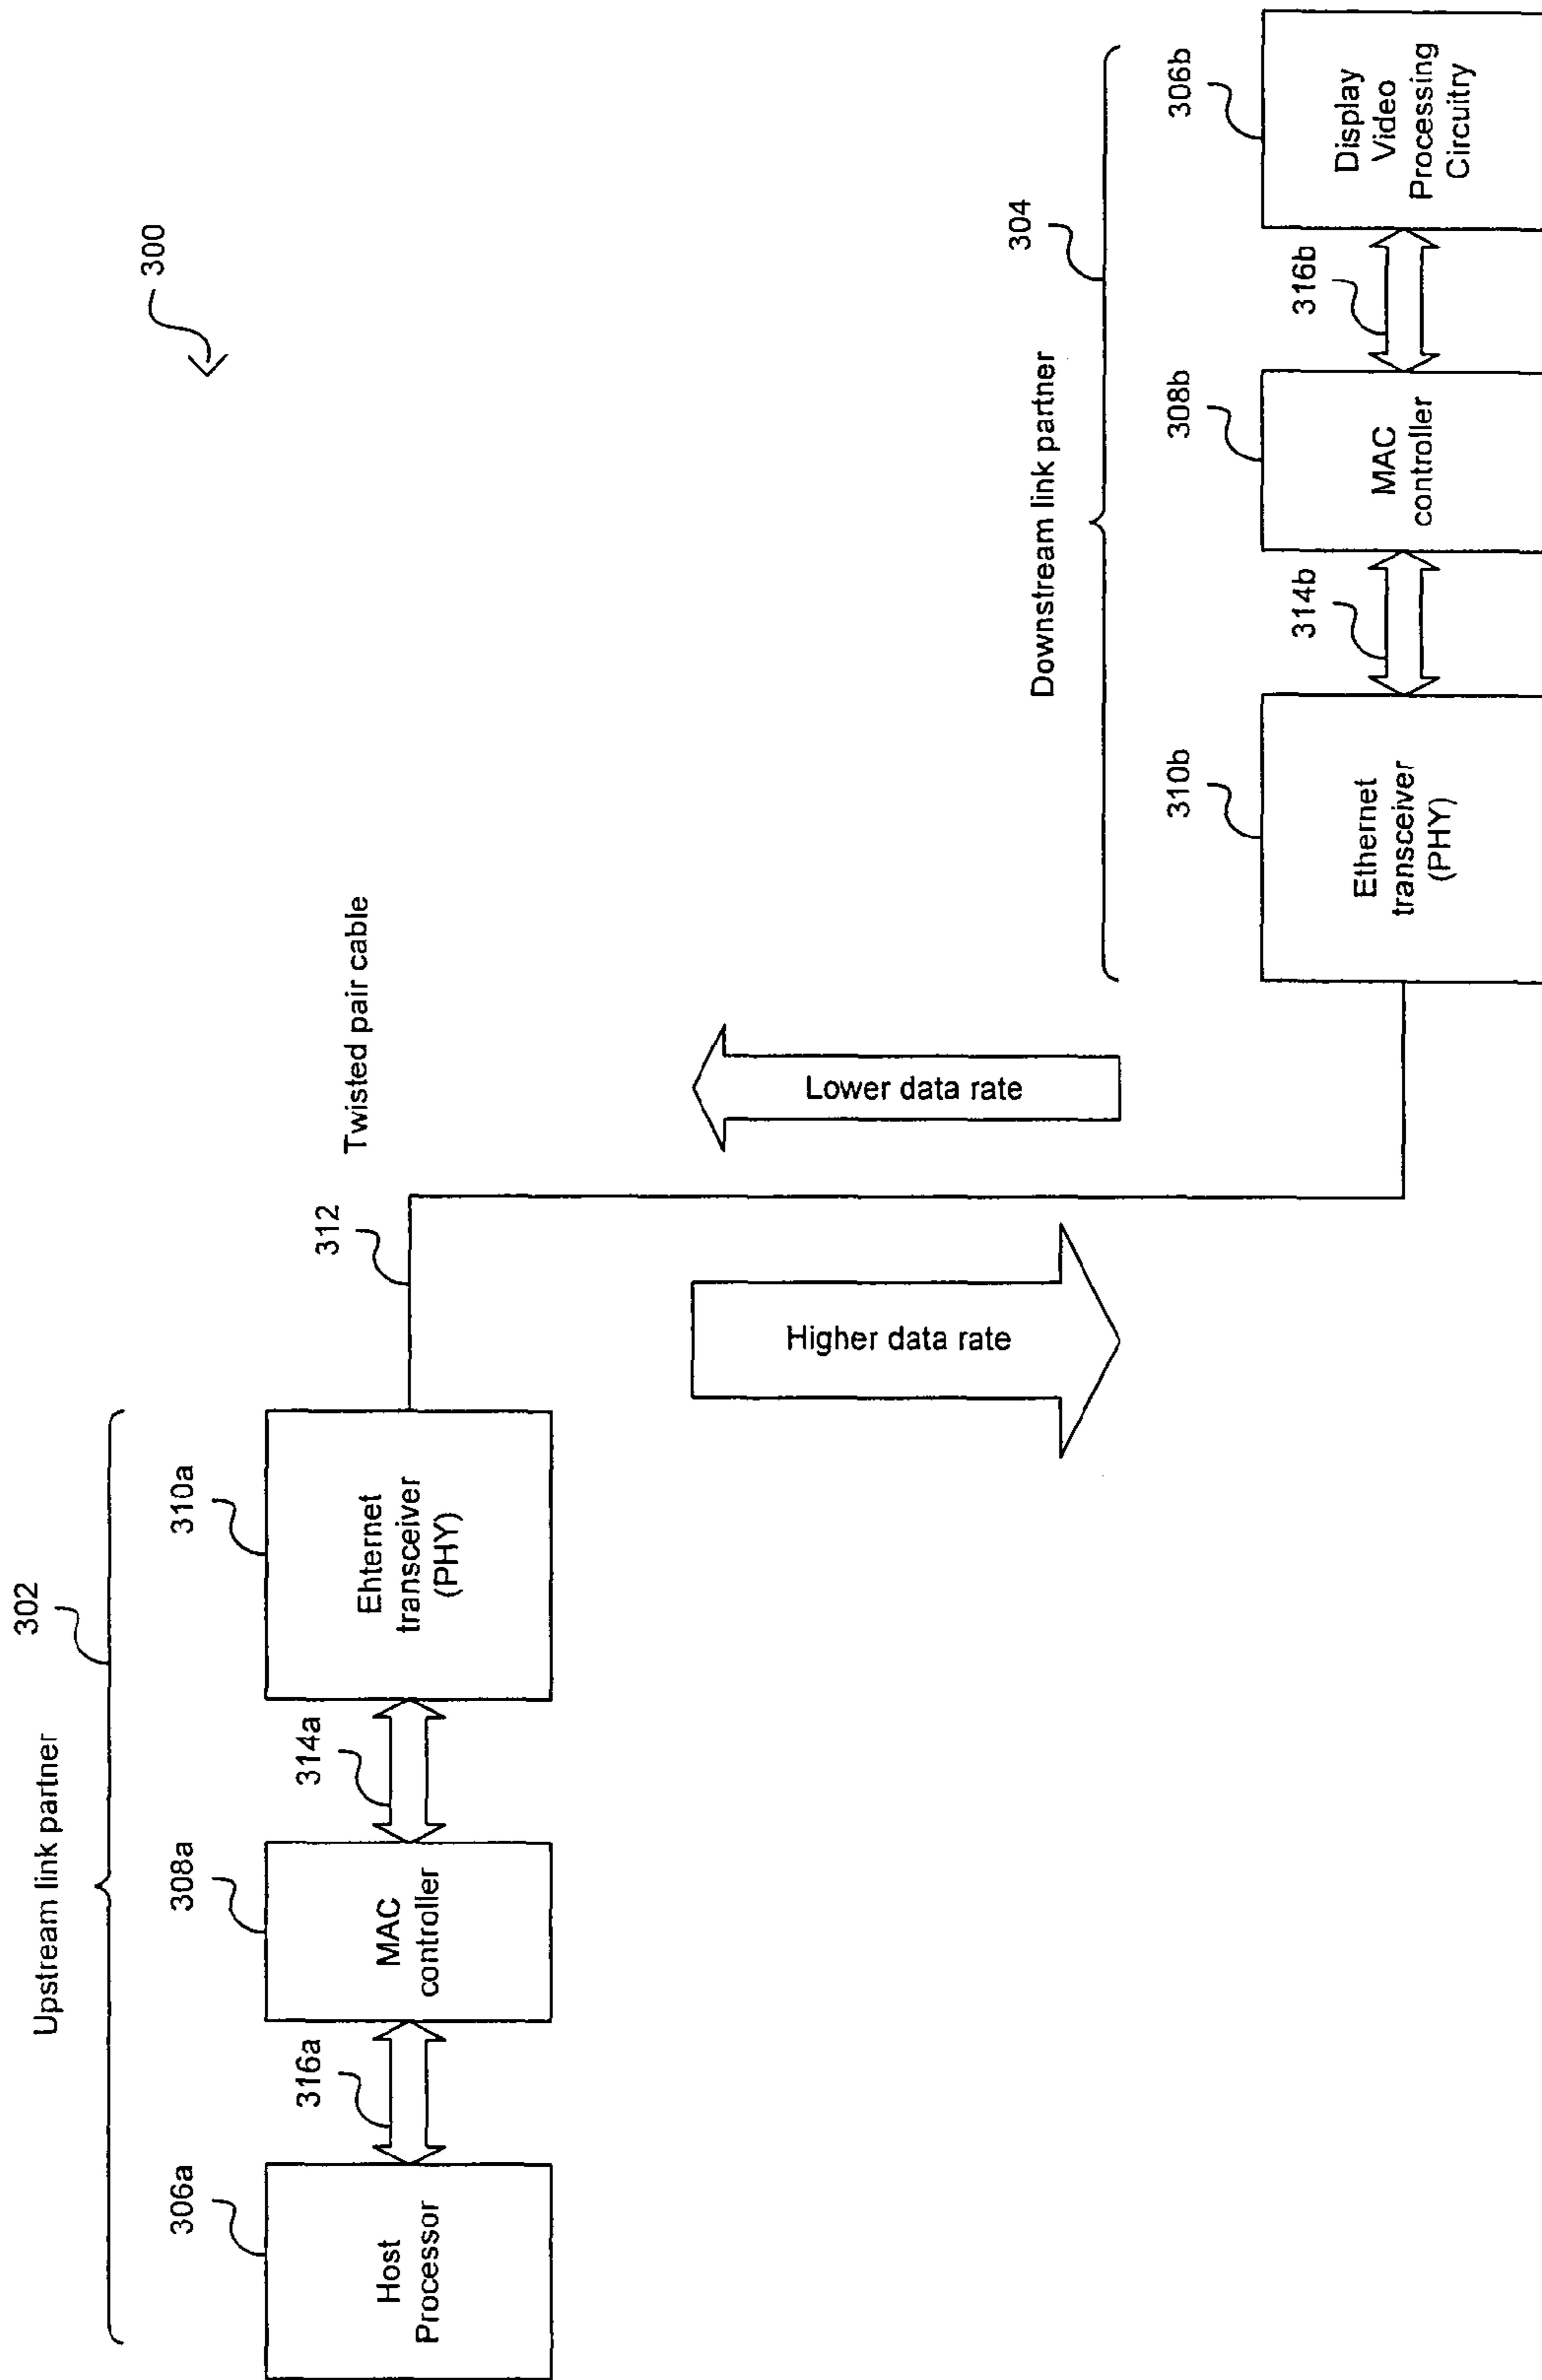 300
Upstream link partner
302
306a
316a
308a
314a
310a
Host
Processor
MAC
controller
Ehternet
transceiver
(PHY)
312
Twisted pair cable
Higher data rate
Lower data rate
Downstream link partner
304
310b
314b
308b
316b
306b
Ethernet
transceiver
(PHY)
MAC
controller
Display
Video
Processing
Circuitry